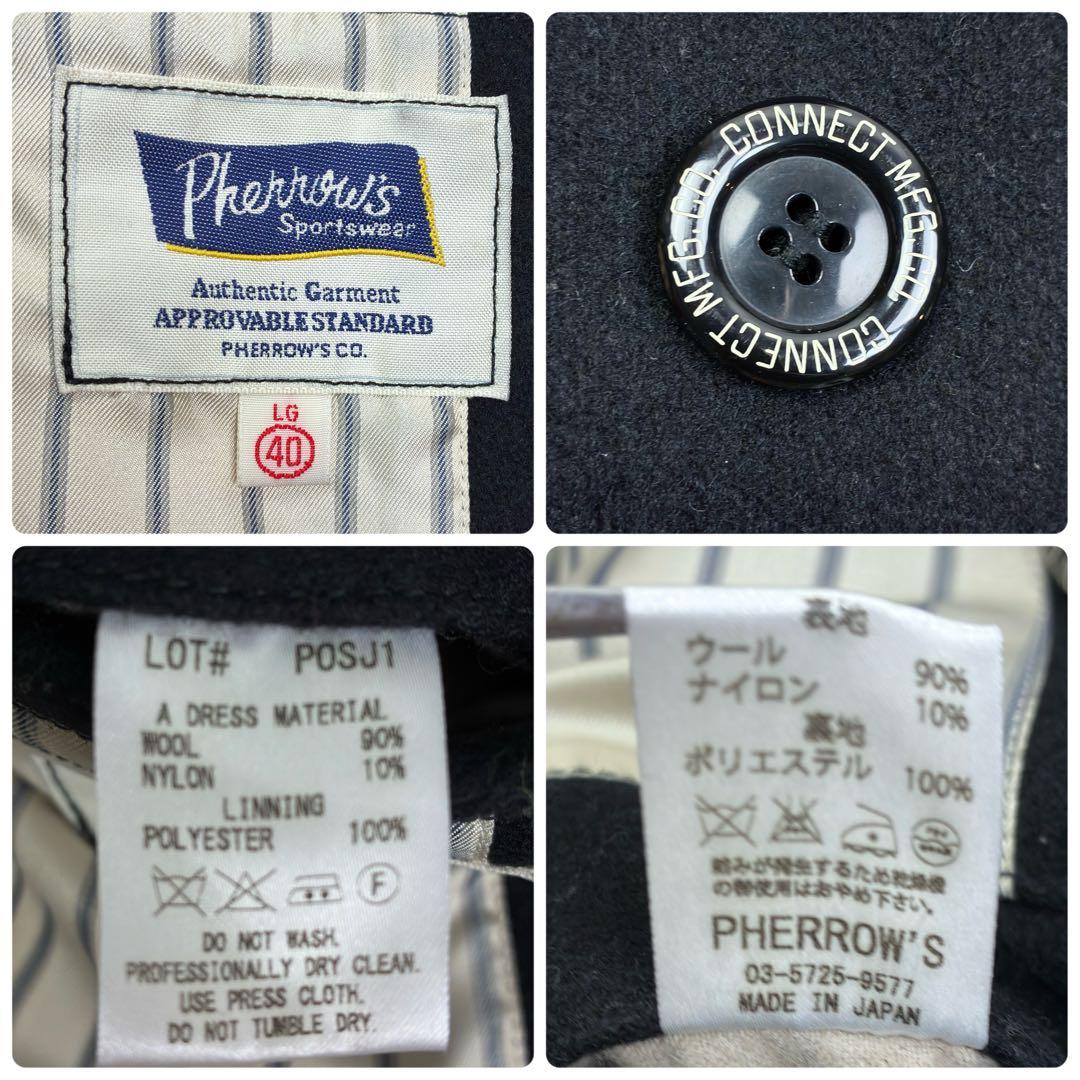 Pherrow's
Sportswear
Authentic Garment
APPROVABLE STANDARD
PHERROW'S CO.
LG
40
CONNECT MFG.CO. CONNECT MFG.CO.
LOT# POSJ1
A DRESS MATERIAL
WOOL 90%
NYLON 10%
LINNING
POLYESTER 100%
F
DO NOT WASH.
PROFESSIONALLY DRY CLEAN.
USE PRESS CLOTH.
DO NOT TUMBLE DRY.
表地
ウール 90%
ナイロン 10%
裏地
ポリエステル 100%
縮みが発生するため乾燥機
の御使用はおやめ下さい。
PHERROW'S
03-5725-9577
MADE IN JAPAN